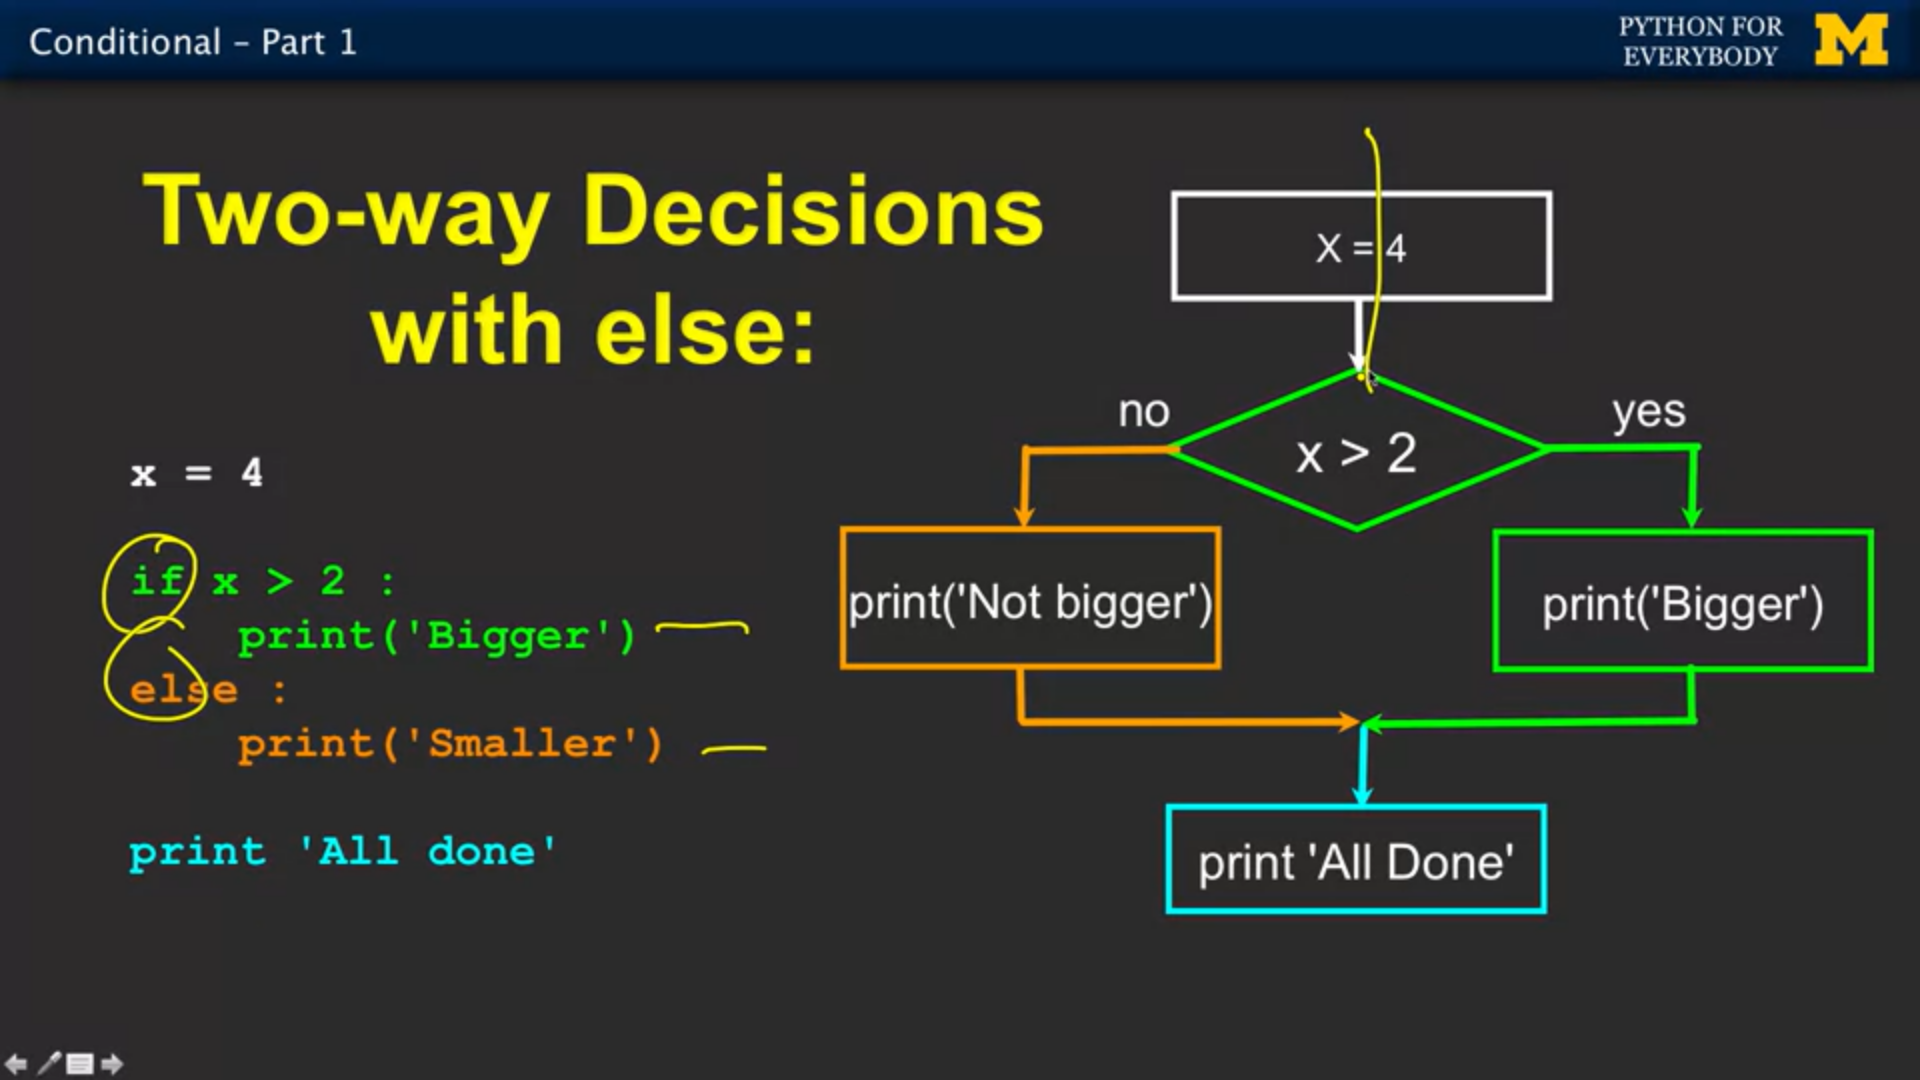 Conditional – Part 1
PYTHON FOR
EVERYBODY
M
Two-way Decisions
with else:
x = 4
if x > 2 :
print('Bigger')
else :
print('Smaller')
print 'All done'
X = 4
no
yes
x > 2
print('Not bigger')
print('Bigger')
print 'All Done'